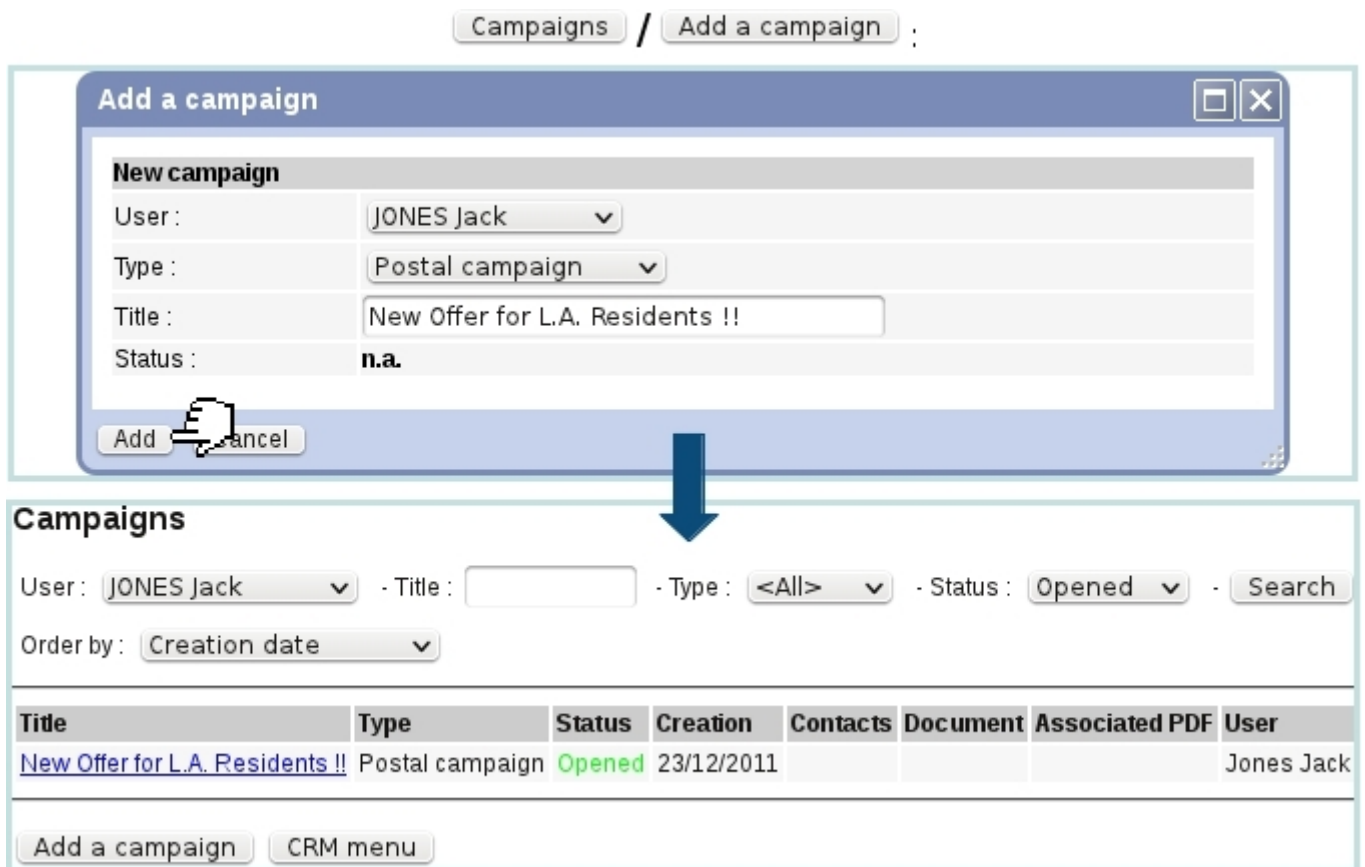 Campaigns / Add a campaign :
Add a campaign
New campaign
User : JONES Jack
Type : Postal campaign
Title : New Offer for L.A. Residents !!
Status : n.a.
Add Cancel
Campaigns
User : JONES Jack - Title : - Type : <All> - Status : Opened - Search
Order by : Creation date
Title Type Status Creation Contacts Document Associated PDF User
New Offer for L.A. Residents !! Postal campaign Opened 23/12/2011 Jones Jack
Add a campaign CRM menu